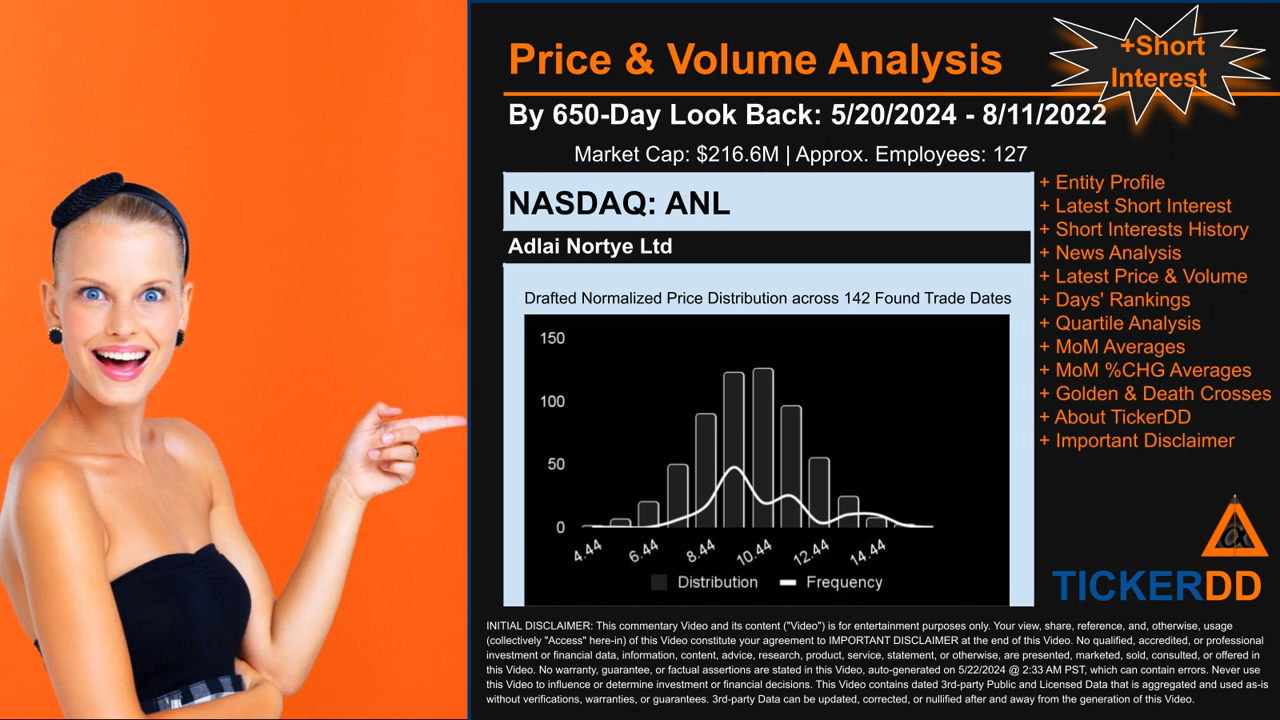 Price & Volume Analysis
+Short
Interest
By 650-Day Look Back: 5/20/2024 - 8/11/2022
Market Cap: $216.6M | Approx. Employees: 127
NASDAQ: ANL
Adlai Nortye Ltd
Drafted Normalized Price Distribution across 142 Found Trade Dates
150
100
50
0
4.44 6.44 8.44 10.44 12.44 14.44
Distribution Frequency
+ Entity Profile
+ Latest Short Interest
+ Short Interests History
+ News Analysis
+ Latest Price & Volume
+ Days' Rankings
+ Quartile Analysis
+ MoM Averages
+ MoM %CHG Averages
+ Golden & Death Crosses
+ About TickerDD
+ Important Disclaimer
TICKERDD
INITIAL DISCLAIMER: This commentary Video and its content ("Video") is for entertainment purposes only. Your view, share, reference, and, otherwise, usage
(collectively "Access" here-in) of this Video constitute your agreement to IMPORTANT DISCLAIMER at the end of this Video. No qualified, accredited, or professional
investment or financial data, information, content, advice, research, product, service, statement, or otherwise, are presented, marketed, sold, consulted, or offered in
this Video. No warranty, guarantee, or factual assertions are stated in this Video, auto-generated on 5/22/2024 @ 2:33 AM PST, which can contain errors. Never use
this Video to influence or determine investment or financial decisions. This Video contains dated 3rd-party Public and Licensed Data that is aggregated and used as-is
without verifications, warranties, or guarantees. 3rd-party Data can be updated, corrected, or nullified after and away from the generation of this Video.